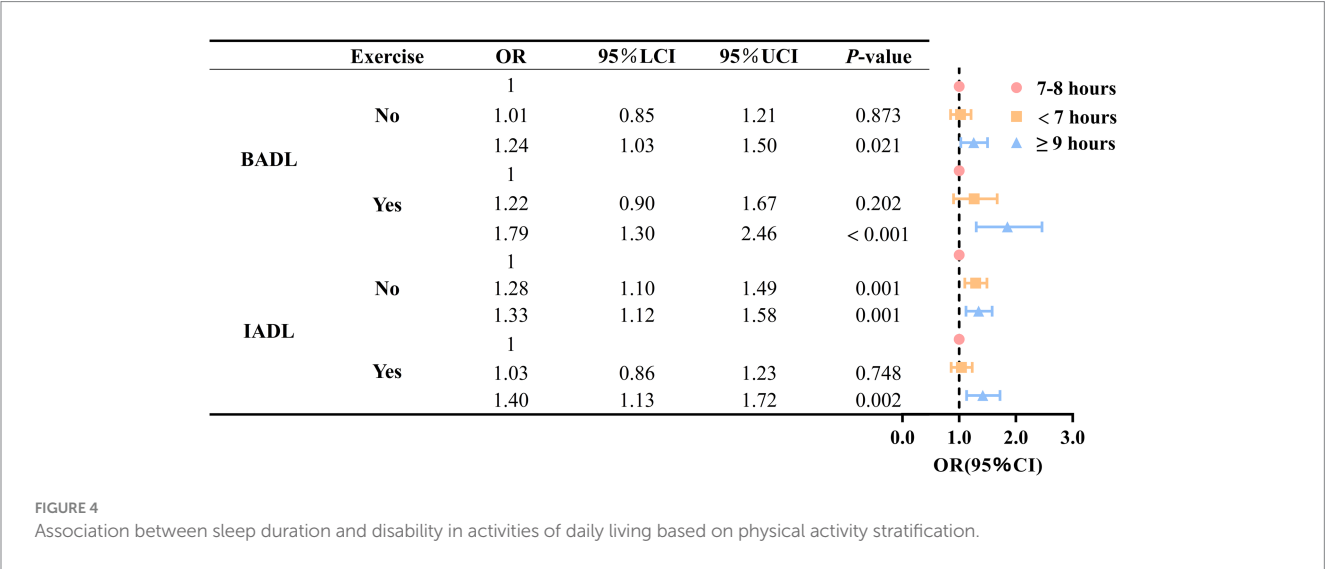 Exercise OR 95%LCI 95%UCI P-value
1
No 1.01 0.85 1.21 0.873
1.24 1.03 1.50 0.021
BADL
1
Yes 1.22 0.90 1.67 0.202
1.79 1.30 2.46 < 0.001
1
No 1.28 1.10 1.49 0.001
1.33 1.12 1.58 0.001
IADL
1
Yes 1.03 0.86 1.23 0.748
1.40 1.13 1.72 0.002
7-8 hours
< 7 hours
≥ 9 hours
0.0 1.0 2.0 3.0
OR(95%CI)
FIGURE 4
Association between sleep duration and disability in activities of daily living based on physical activity stratification.